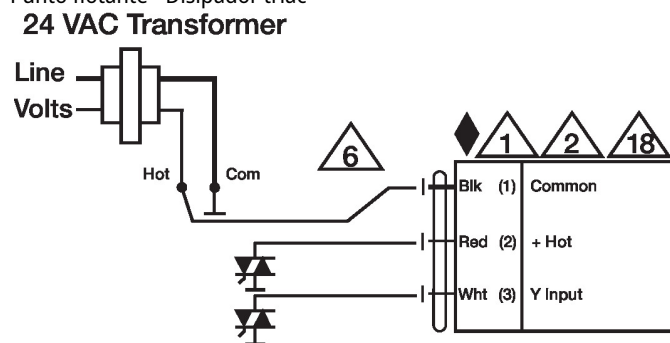 Punto flotante - Disipador triac
24 VAC Transformer
Line
Volts
Hot
Com
6
1
2
18
Blk (1) Common
Red (2) + Hot
Wht (3) Y Input